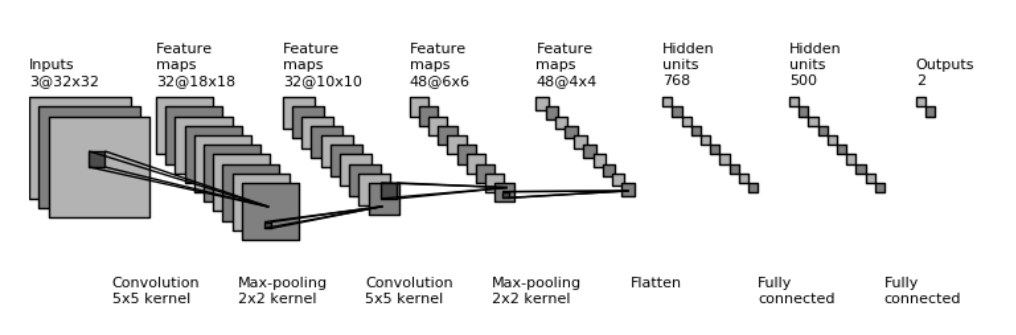 Inputs
3@32x32
Feature
maps
32@18x18
Feature
maps
32@10x10
Feature
maps
48@6x6
Feature
maps
48@4x4
Hidden
units
768
Hidden
units
500
Outputs
2
Convolution
5x5 kernel
Max-pooling
2x2 kernel
Convolution
5x5 kernel
Max-pooling
2x2 kernel
Flatten
Fully
connected
Fully
connected